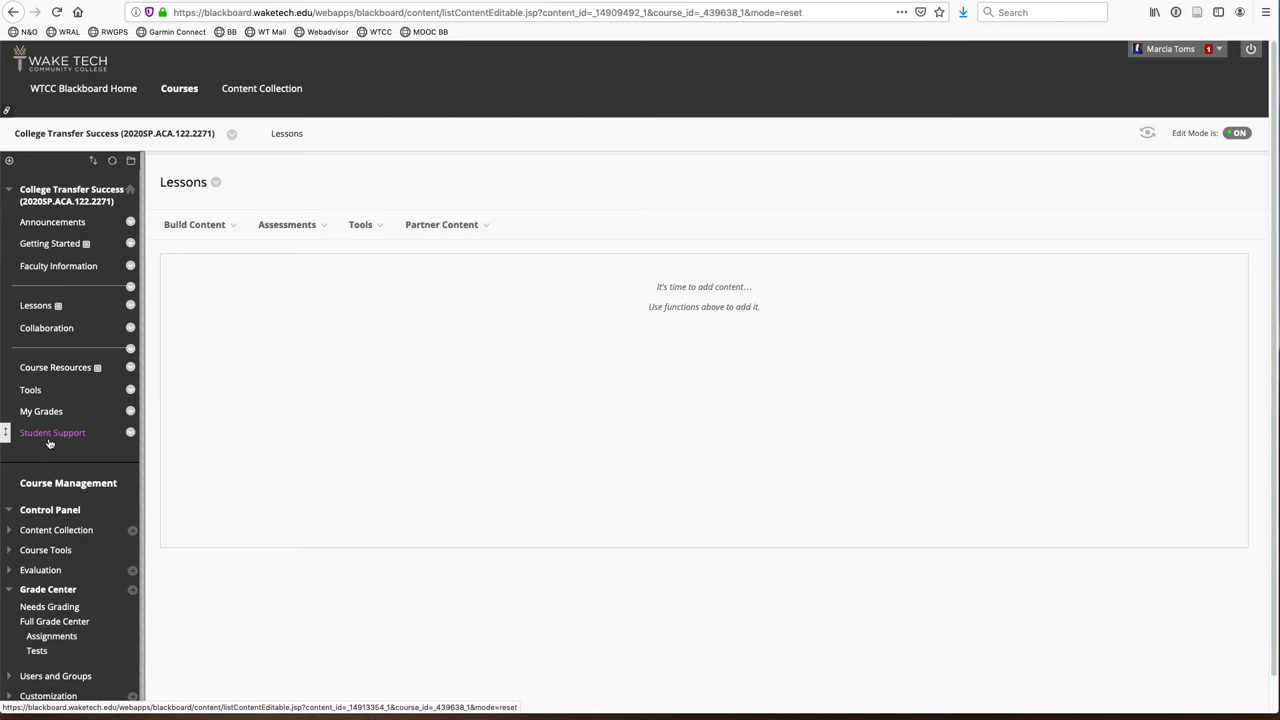 https://blackboard.waketech.edu/webapps/blackboard/content/listContentEditable.jsp?content_id=_14909492_1&course_id=_439638_1&mode=reset
Search
N&O WRAL RWGPS Garmin Connect BB WT Mail Webadvisor WTCC MOOC BB
WAKE TECH
COMMUNITY COLLEGE
Marcia Toms 1
WTCC Blackboard Home Courses Content Collection
College Transfer Success (2020SP.ACA.122.2271) Lessons Edit Mode is: ON
College Transfer Success
(2020SP.ACA.122.2271)
Announcements
Getting Started
Faculty Information
Lessons
Collaboration
Course Resources
Tools
My Grades
Student Support
Course Management
Control Panel
Content Collection
Course Tools
Evaluation
Grade Center
Needs Grading
Full Grade Center
Assignments
Tests
Users and Groups
Customization
Lessons
Build Content Assessments Tools Partner Content
It's time to add content...
Use functions above to add it.
https://blackboard.waketech.edu/webapps/blackboard/content/listContentEditable.jsp?content_id=_14913354_1&course_id=_439638_1&mode=reset